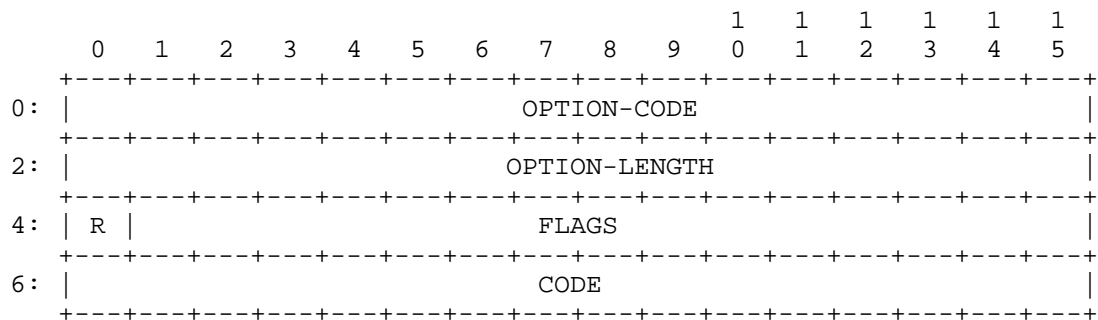 1   1   1   1   1   1
        0   1   2   3   4   5   6   7   8   9   0   1   2   3   4   5
      +---+---+---+---+---+---+---+---+---+---+---+---+---+---+---+---+
0:    |                          OPTION-CODE                          |
      +---+---+---+---+---+---+---+---+---+---+---+---+---+---+---+---+
2:    |                         OPTION-LENGTH                         |
      +---+---+---+---+---+---+---+---+---+---+---+---+---+---+---+---+
4:    | R |                         FLAGS                             |
      +---+---+---+---+---+---+---+---+---+---+---+---+---+---+---+---+
6:    |                             CODE                              |
      +---+---+---+---+---+---+---+---+---+---+---+---+---+---+---+---+